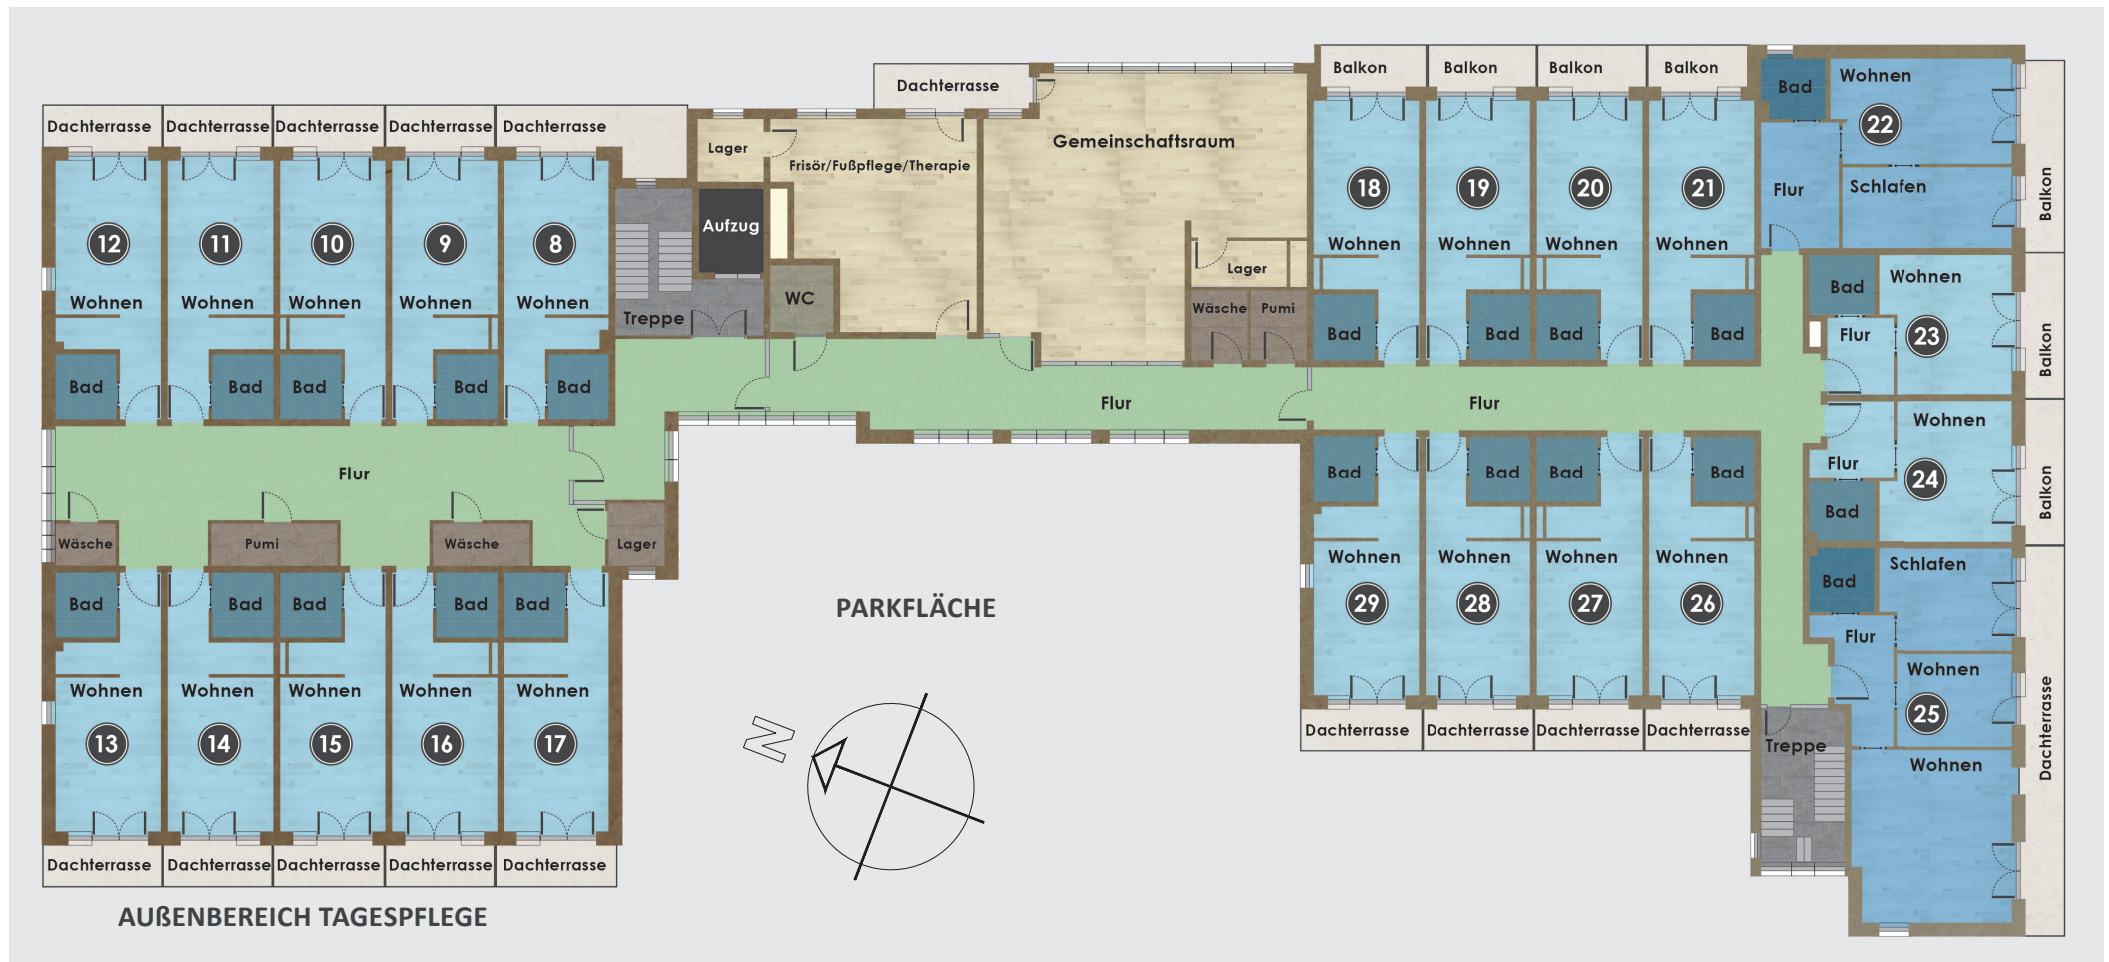 Balkon Balkon Balkon Balkon
Bad Wohnen
Dachterrasse
22
Dachterrasse Dachterrasse Dachterrasse Dachterrasse Dachterrasse
Lager Frisör/Fußpflege/Therapie Gemeinschaftsraum
18 19 20 21 Flur Schlafen Balkon
12 11 10 9 8 Aufzug
Wohnen Wohnen Wohnen Wohnen
Lager
Wohnen Wohnen Wohnen Wohnen Wohnen
WC Treppe
Wäsche Pumi
Bad Bad Bad Bad
Bad Wohnen
Flur 23 Balkon
Bad Bad Bad Bad Bad
Flur Flur
Wohnen
Flur 24 Balkon
Bad
Flur
Bad Bad Bad Bad
Wäsche Pumi Wäsche Lager
Wohnen Wohnen Wohnen Wohnen
Schlafen
Bad
29 28 27 26
Bad Bad Bad Bad Bad
PARKFLÄCHE
Flur
Wohnen
25
Dachterrasse
Wohnen Wohnen Wohnen Wohnen Wohnen
13 14 15 16 17
N
Dachterrasse Dachterrasse Dachterrasse Dachterrasse
Treppe
Wohnen
Dachterrasse Dachterrasse Dachterrasse Dachterrasse Dachterrasse
AUßENBEREICH TAGESPFLEGE